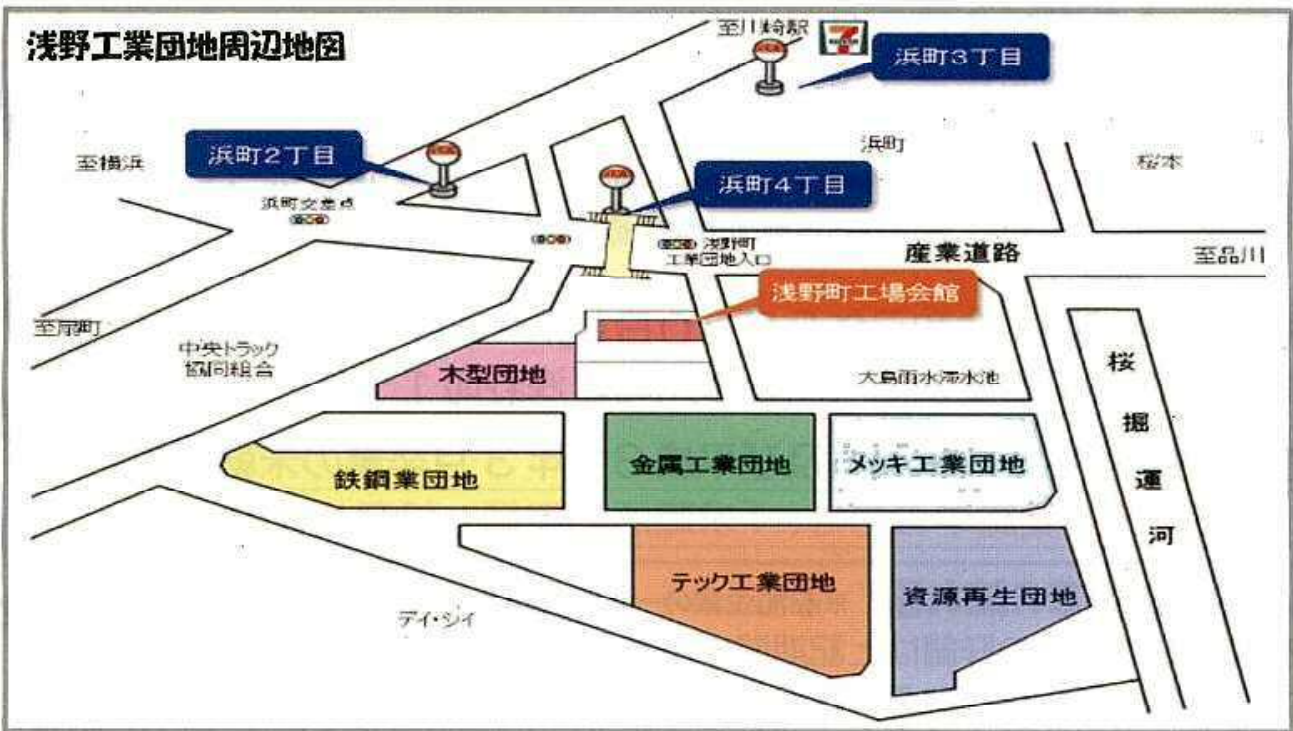 浅野工業団地周辺地図
至川崎駅
7
浜町3丁目
至横浜
浜町2丁目
浜町
桜本
浜町交差点
浜町4丁目
浅野町
工業団地入口
産業道路
至品川
浅野町工場会館
至扇町
中央トラック
協同組合
木型団地
大島雨水滞水池
桜堀運河
鉄鋼業団地
金属工業団地
メッキ工業団地
テック工業団地
資源再生団地
デイ・シイ